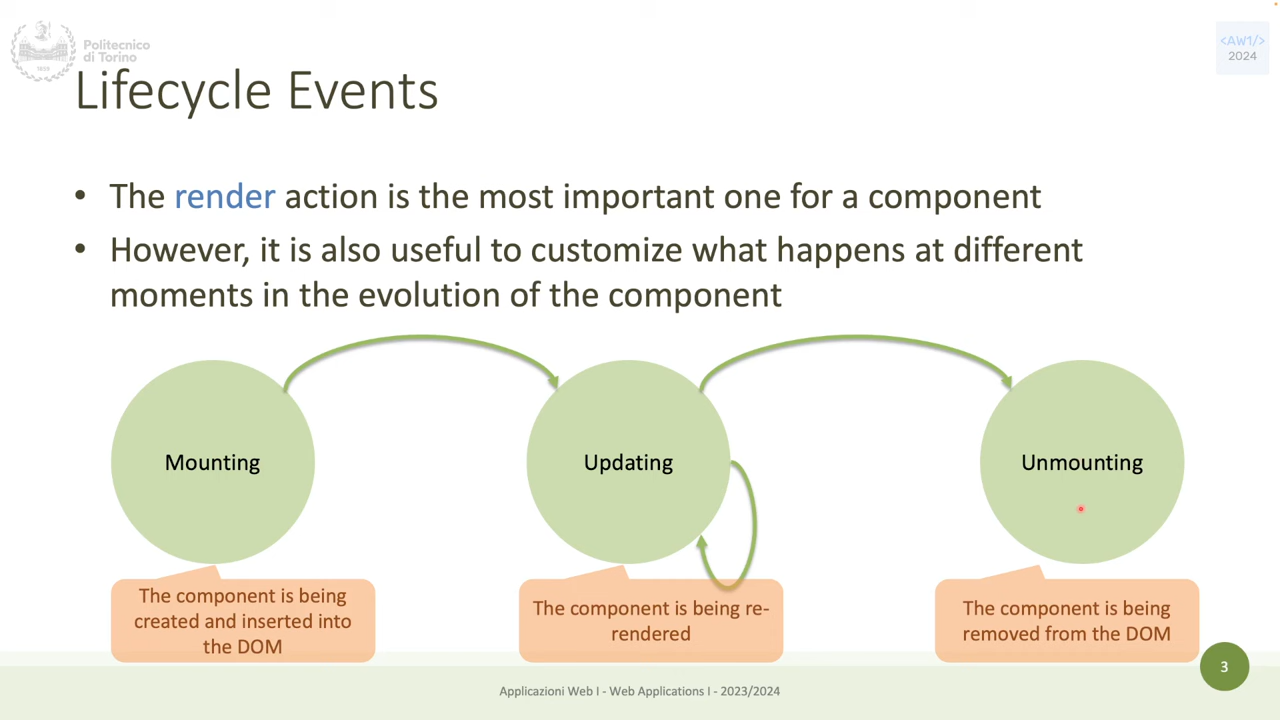 Politecnico
di Torino
1859
<AW1/>
2024
Lifecycle Events
• The render action is the most important one for a component
• However, it is also useful to customize what happens at different
moments in the evolution of the component
Mounting
Updating
Unmounting
The component is being
created and inserted into
the DOM
The component is being re-
rendered
The component is being
removed from the DOM
3
Applicazioni Web I - Web Applications I - 2023/2024